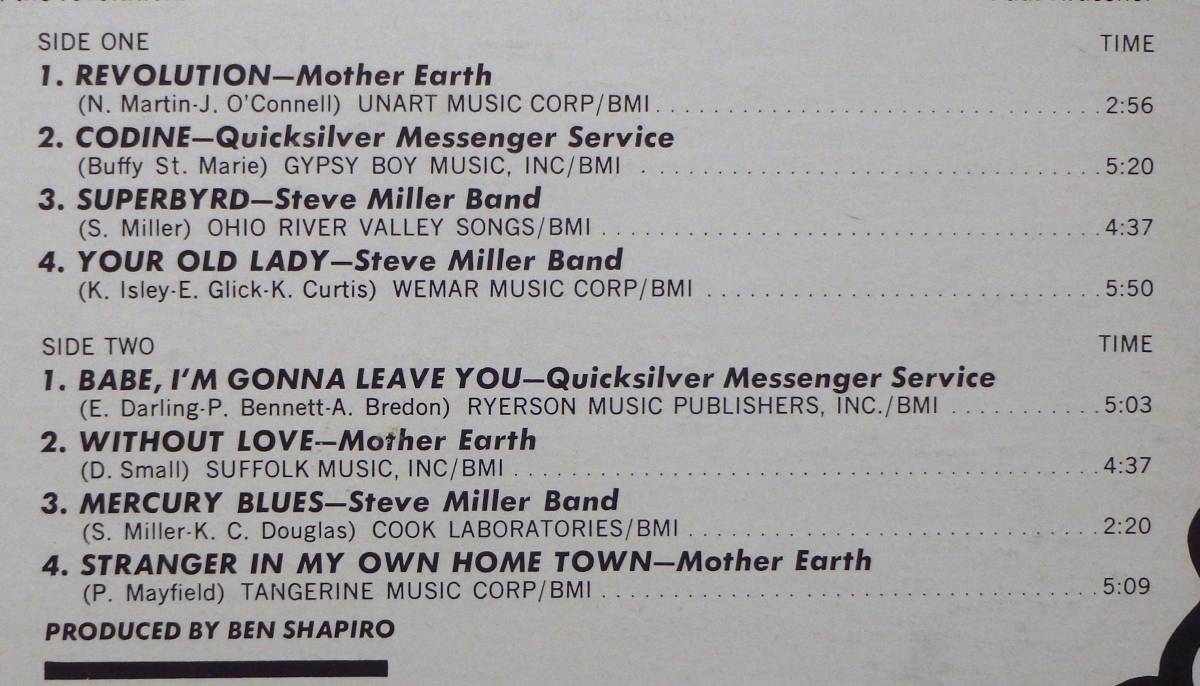 SIDE ONE TIME
1. REVOLUTION—Mother Earth
(N. Martin-J. O'Connell) UNART MUSIC CORP/BMI 2:56
2. CODINE—Quicksilver Messenger Service
(Buffy St. Marie) GYPSY BOY MUSIC, INC/BMI 5:20
3. SUPERBYRD—Steve Miller Band
(S. Miller) OHIO RIVER VALLEY SONGS/BMI 4:37
4. YOUR OLD LADY—Steve Miller Band
(K. Isley-E. Glick-K. Curtis) WEMAR MUSIC CORP/BMI 5:50
SIDE TWO TIME
1. BABE, I'M GONNA LEAVE YOU—Quicksilver Messenger Service
(E. Darling-P. Bennett-A. Bredon) RYERSON MUSIC PUBLISHERS, INC./BMI 5:03
2. WITHOUT LOVE—Mother Earth
(D. Small) SUFFOLK MUSIC, INC/BMI 4:37
3. MERCURY BLUES—Steve Miller Band
(S. Miller-K. C. Douglas) COOK LABORATORIES/BMI 2:20
4. STRANGER IN MY OWN HOME TOWN—Mother Earth
(P. Mayfield) TANGERINE MUSIC CORP/BMI 5:09
PRODUCED BY BEN SHAPIRO